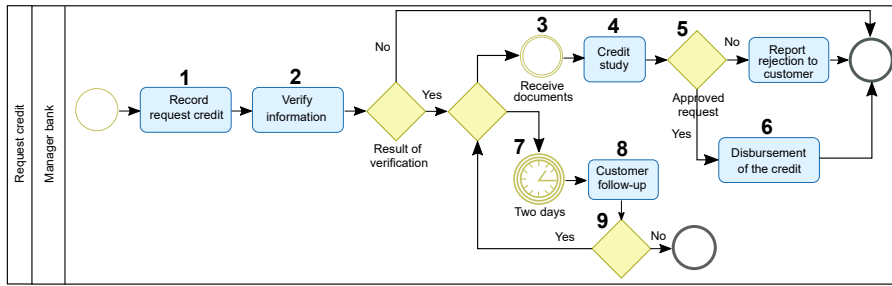 Request credit
Manager bank
1
Record
request credit
2
Verify
information
No
Result of
verification
Yes
3
Receive
documents
4
Credit
study
5
Approved
request
No
Report
rejection to
customer
Yes
6
Disbursement
of the credit
7
Two days
8
Customer
follow-up
9
Yes
No